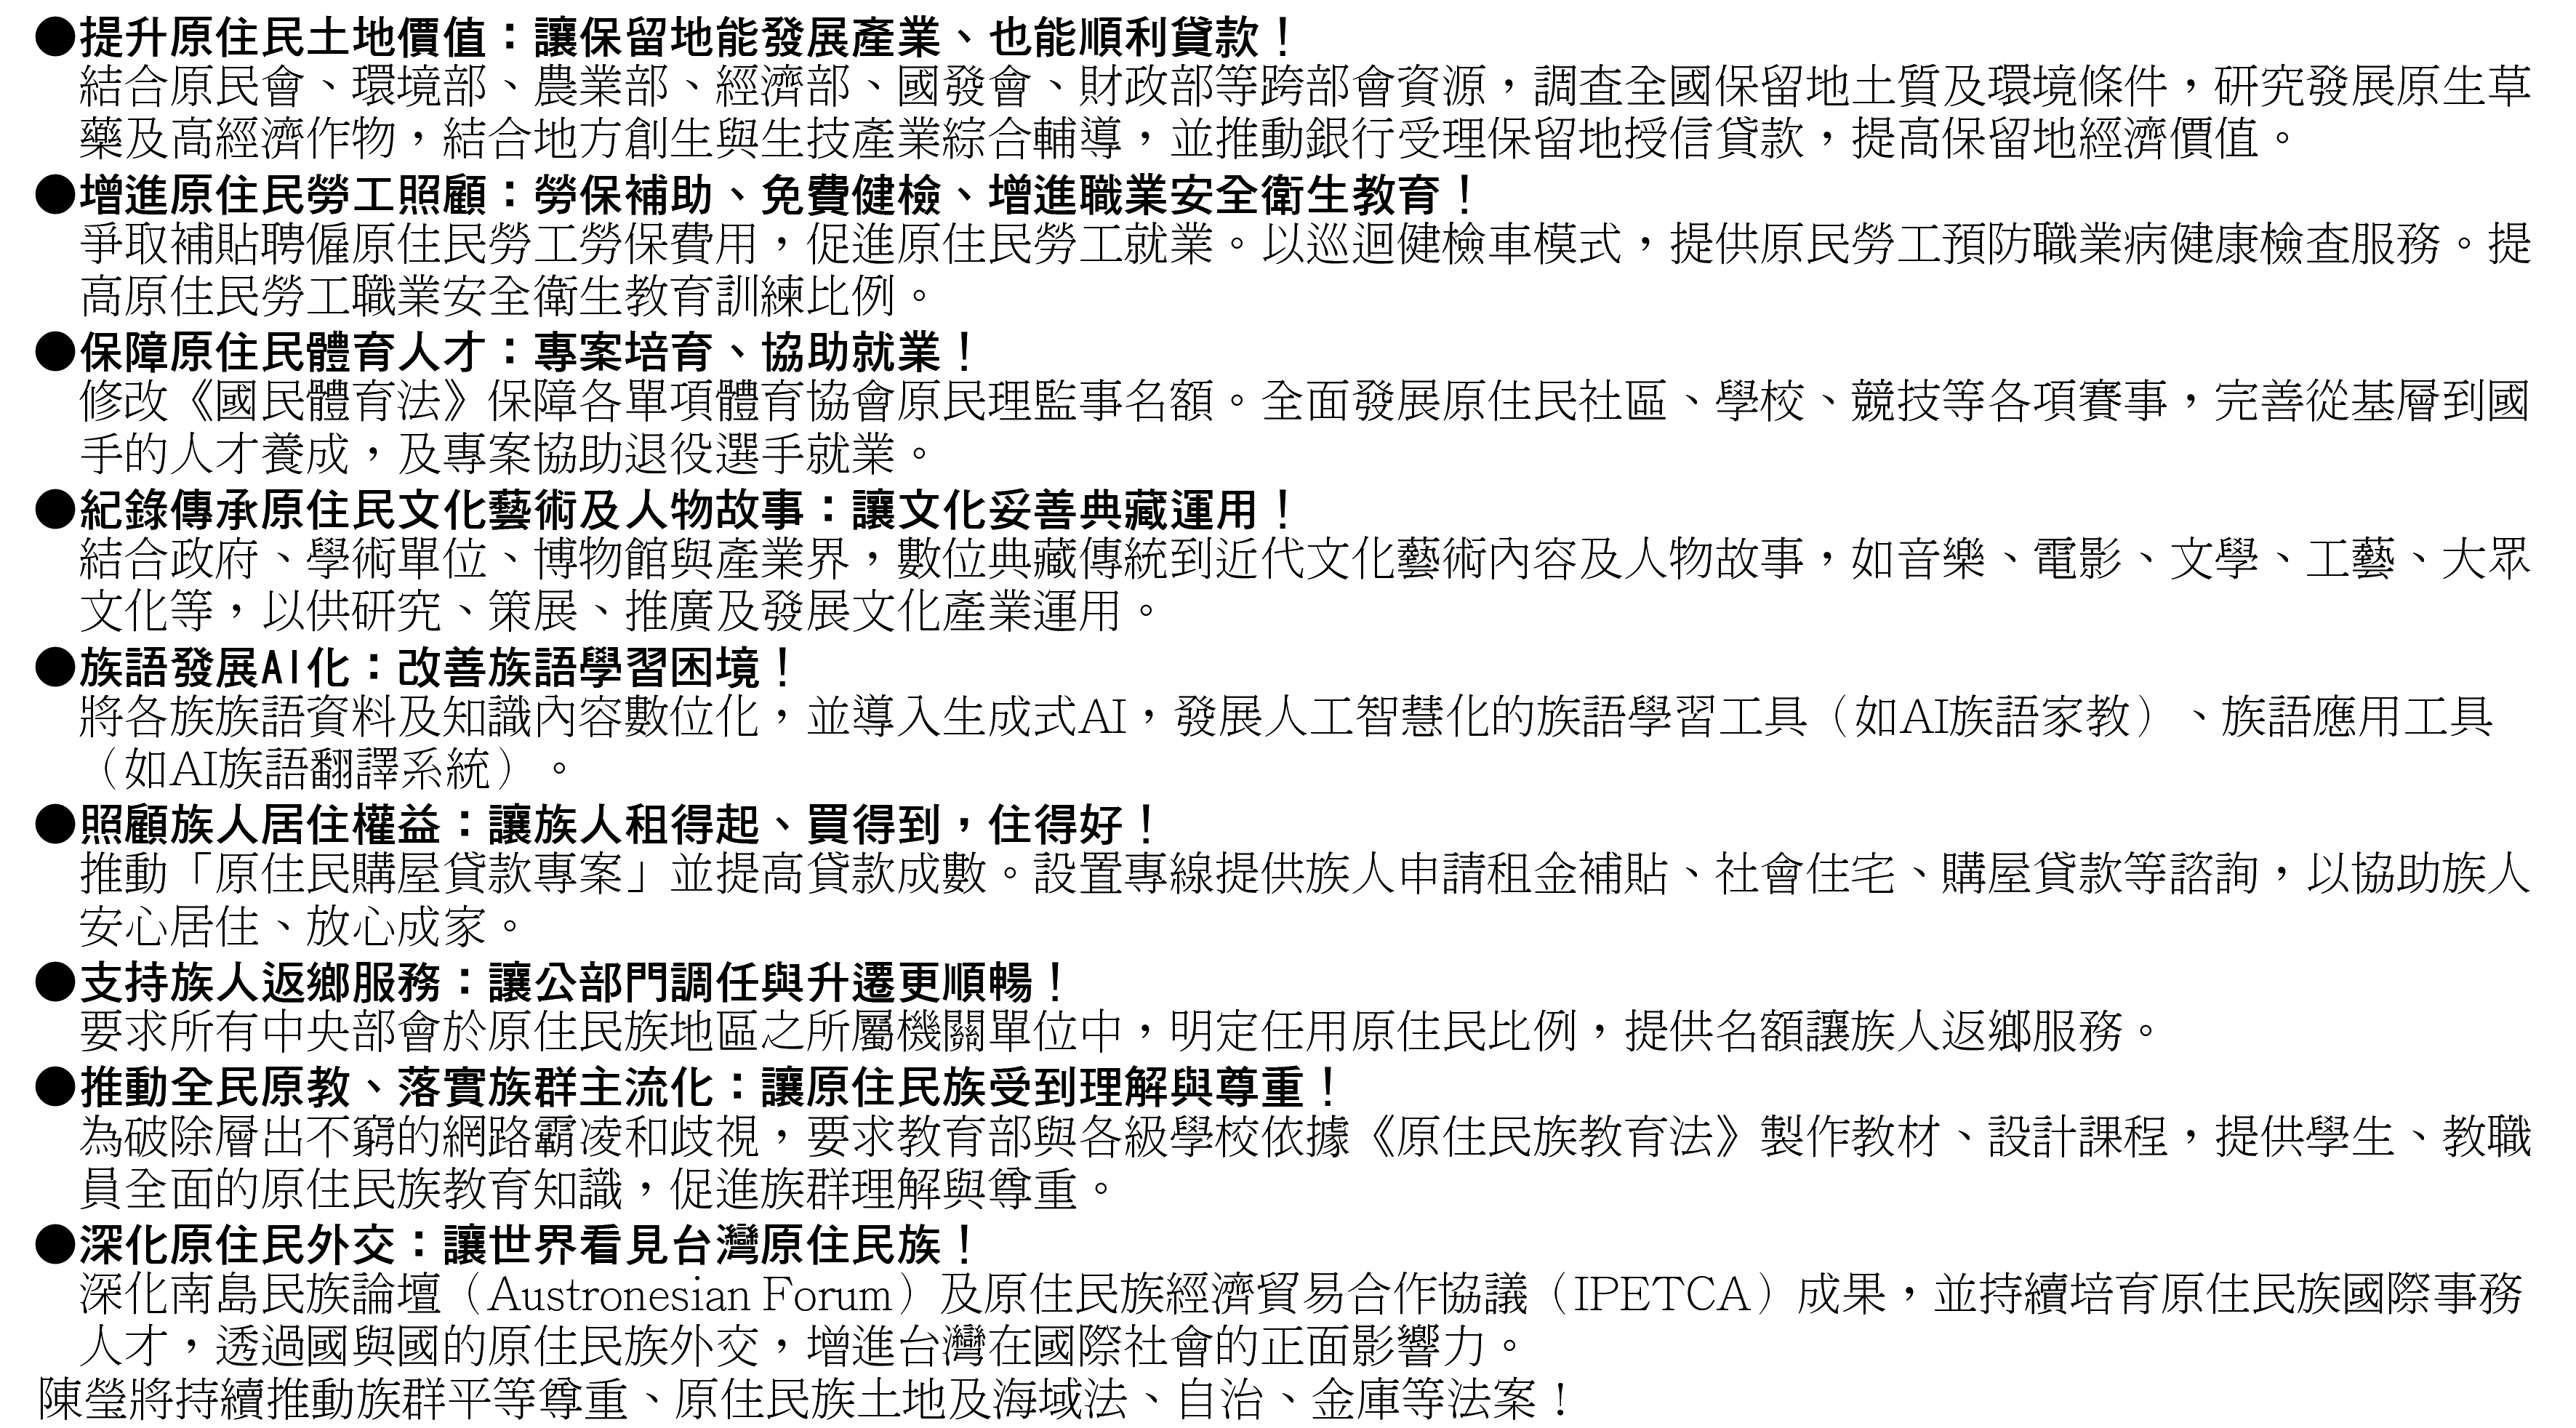 ●提升原住民土地價值：讓保留地能發展產業、也能順利貸款！
結合原民會、環境部、農業部、經濟部、國發會、財政部等跨部會資源，調查全國保留地土質及環境條件，研究發展原生草
藥及高經濟作物，結合地方創生與生技產業綜合輔導，並推動銀行受理保留地授信貸款，提高保留地經濟價值。
●增進原住民勞工照顧：勞保補助、免費健檢、增進職業安全衛生教育！
爭取補貼聘僱原住民勞工勞保費用，促進原住民勞工就業。以巡迴健檢車模式，提供原民勞工預防職業病健康檢查服務。提
高原住民勞工職業安全衛生教育訓練比例。
●保障原住民體育人才：專案培育、協助就業！
修改《國民體育法》保障各單項體育協會原民理監事名額。全面發展原住民社區、學校、競技等各項賽事，完善從基層到國
手的人才養成，及專案協助退役選手就業。
●紀錄傳承原住民文化藝術及人物故事：讓文化妥善典藏運用！
結合政府、學術單位、博物館與產業界，數位典藏傳統到近代文化藝術內容及人物故事，如音樂、電影、文學、工藝、大眾
文化等，以供研究、策展、推廣及發展文化產業運用。
●族語發展AI化：改善族語學習困境！
將各族族語資料及知識內容數位化，並導入生成式AI，發展人工智慧化的族語學習工具（如AI族語家教）、族語應用工具
（如AI族語翻譯系統）。
●照顧族人居住權益：讓族人租得起、買得到，住得好！
推動「原住民購屋貸款專案」並提高貸款成數。設置專線提供族人申請租金補貼、社會住宅、購屋貸款等諮詢，以協助族人
安心居住、放心成家。
●支持族人返鄉服務：讓公部門調任與升遷更順暢！
要求所有中央部會於原住民族地區之所屬機關單位中，明定任用原住民比例，提供名額讓族人返鄉服務。
●推動全民原教、落實族群主流化：讓原住民族受到理解與尊重！
為破除層出不窮的網路霸凌和歧視，要求教育部與各級學校依據《原住民族教育法》製作教材、設計課程，提供學生、教職
員全面的原住民族教育知識，促進族群理解與尊重。
●深化原住民外交：讓世界看見台灣原住民族！
深化南島民族論壇（Austronesian Forum）及原住民族經濟貿易合作協議（IPETCA）成果，並持續培育原住民族國際事務
人才，透過國與國的原住民族外交，增進台灣在國際社會的正面影響力。
陳瑩將持續推動族群平等尊重、原住民族土地及海域法、自治、金庫等法案！